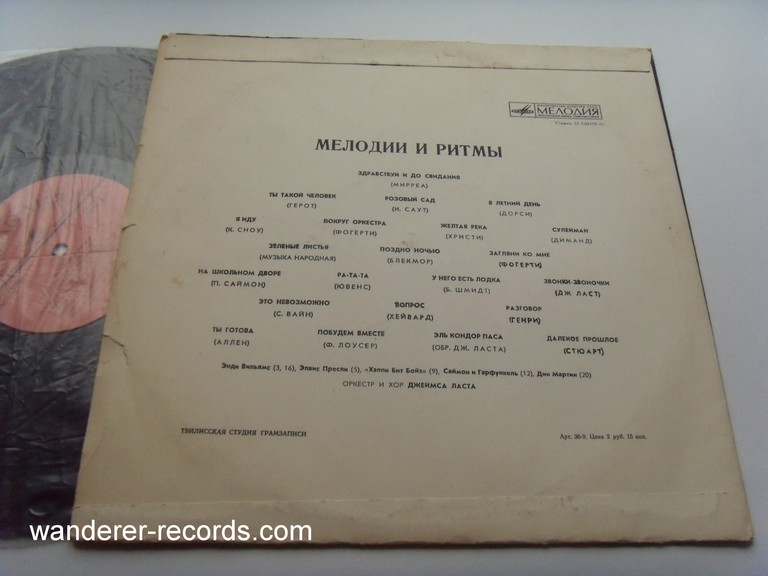 МЕЛОДИЯ
МЕЛОДИИ И РИТМЫ
ЗДРАВСТВУЙ И ДО СВИДАНИЯ
(МИРРЕА)
ТЫ ТАКОЙ ЧЕЛОВЕК РОЗОВЫЙ САД В ЛЕТНИЙ ДЕНЬ
(ГЕРОТ) (И. САУТ) (ДОРСИ)
Я ИДУ ВОКРУГ ОРКЕСТРА ЖЕЛТАЯ РЕКА СУЛЕЙМАН
(К. СНОУ) (ФОГЕРТИ) (ХРИСТИ) (ДИМАНД)
ЗЕЛЕНЫЕ ЛИСТЬЯ ПОЗДНО НОЧЬЮ ЗАГЛЯНИ КО МНЕ
(МУЗЫКА НАРОДНАЯ) (БЛЕКМОР) (ФОГЕРТИ)
НА ШКОЛЬНОМ ДВОРЕ РА-ТА-ТА У НЕГО ЕСТЬ ЛОДКА ЗВОНКИ-ЗВОНОЧКИ
(П. САЙМОН) (ЮВЕНС) (Б. ШМИДТ) (ДЖ. ЛАСТ)
ЭТО НЕВОЗМОЖНО ВОПРОС РАЗГОВОР
(С. ВАЙН) (ХЕЙВАРД) (ГЕНРИ)
ТЫ ГОТОВА ПОБУДЕМ ВМЕСТЕ ЭЛЬ КОНДОР ПАСА ДАЛЕКОЕ ПРОШЛОЕ
(АЛЛЕН) (Ф. ЛОУСЕР) (ОБР. ДЖ. ЛАСТА) (СТЮАРТ)
Энди Вильямс (3, 16), Элвис Пресли (5), «Хэппи Бит Бойз» (9), Саймон и Гарфункель (12), Дин Мартин (20)
ОРКЕСТР И ХОР ДЖЕЙМСА ЛАСТА
ТБИЛИССКАЯ СТУДИЯ ГРАМЗАПИСИ Арт. 36-9. Цена 2 руб. 15 коп.
wanderer-records.com